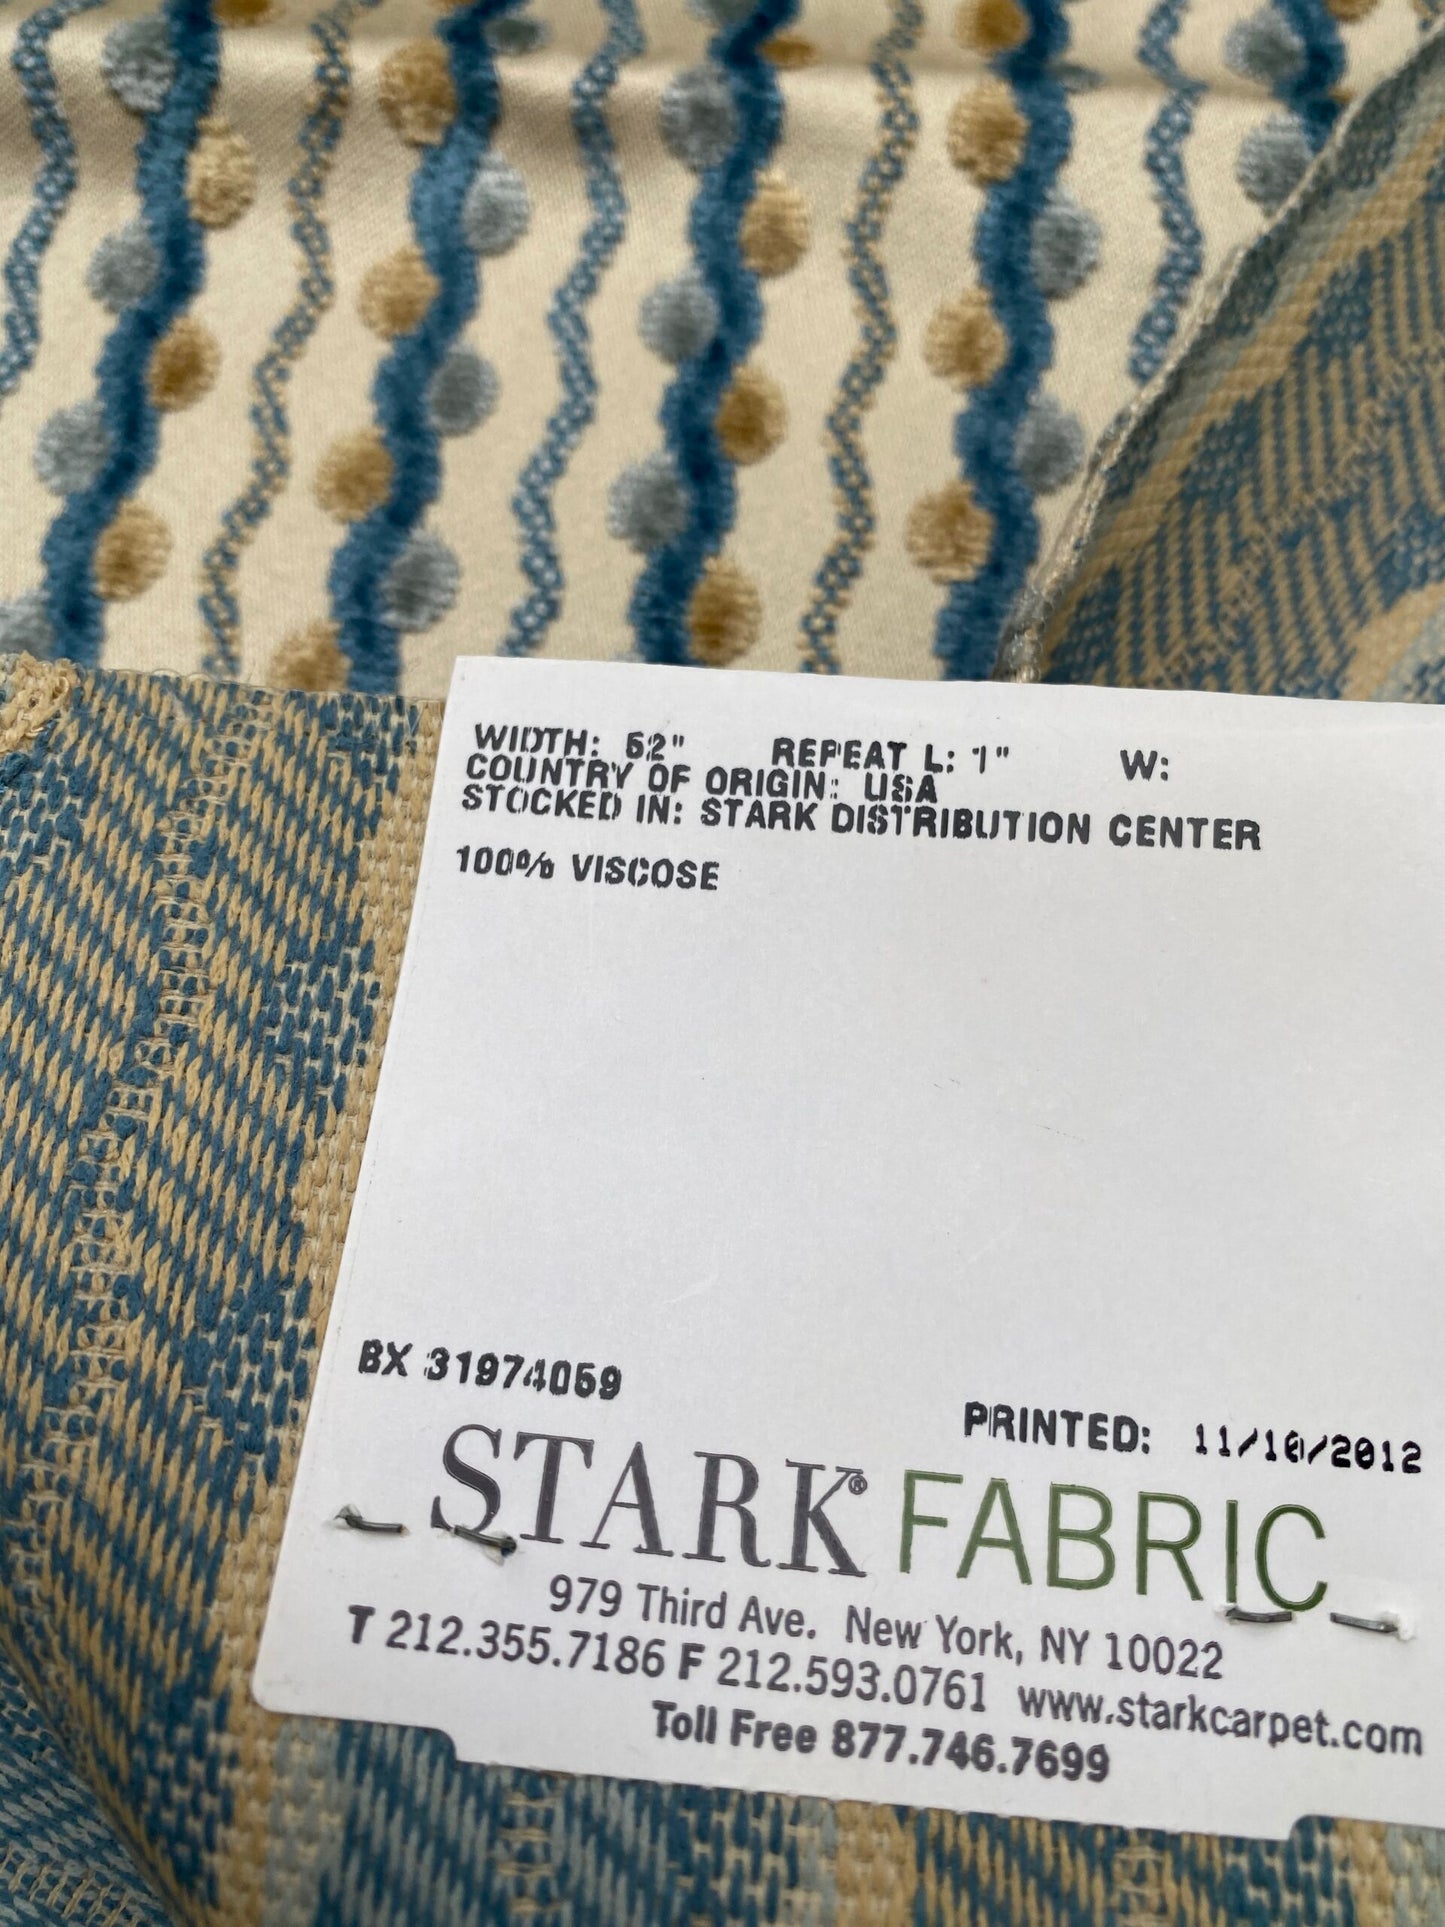 WIDTH: 52" REPEAT L: 1" W:
COUNTRY OF ORIGIN: USA
STOCKED IN: STARK DISTRIBUTION CENTER
100% VISCOSE
BX 31974059
PRINTED: 11/10/2012
STARK® FABRIC
979 Third Ave. New York, NY 10022
T 212.355.7186 F 212.593.0761 www.starkcarpet.com
Toll Free 877.746.7699